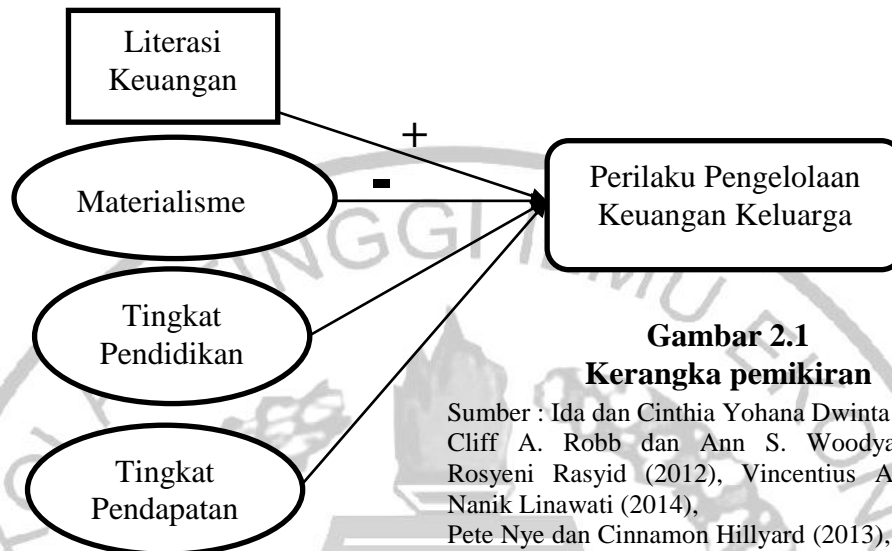 Literasi
Keuangan
+
Materialisme
-
Perilaku Pengelolaan
Keuangan Keluarga
Tingkat
Pendidikan
Tingkat
Pendapatan
Gambar 2.1
Kerangka pemikiran
Sumber : Ida dan Cinthia Yohana Dwinta
Cliff A. Robb dan Ann S.
Rosyeni Rasyid (2012), Vincentius A
Nanik Linawati (2014),
Pete Nye dan Cinnamon Hillyard (2013),
TINGGI ILMU